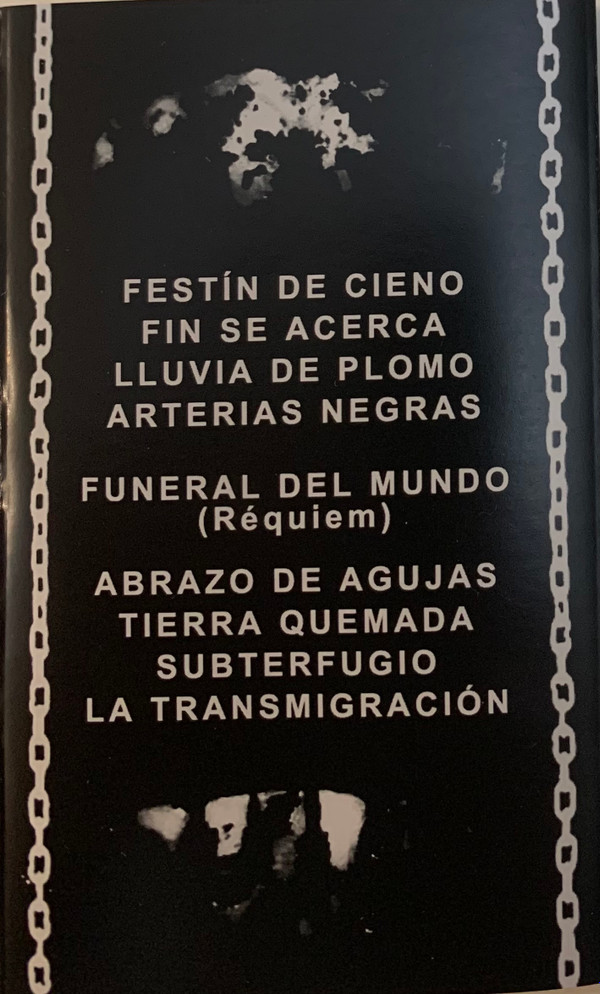 FESTÍN DE CIENO
FIN SE ACERCA
LLUVIA DE PLOMO
ARTERIAS NEGRAS
FUNERAL DEL MUNDO
(Réquiem)
ABRAZO DE AGUJAS
TIERRA QUEMADA
SUBTERFUGIO
LA TRANSMIGRACIÓN